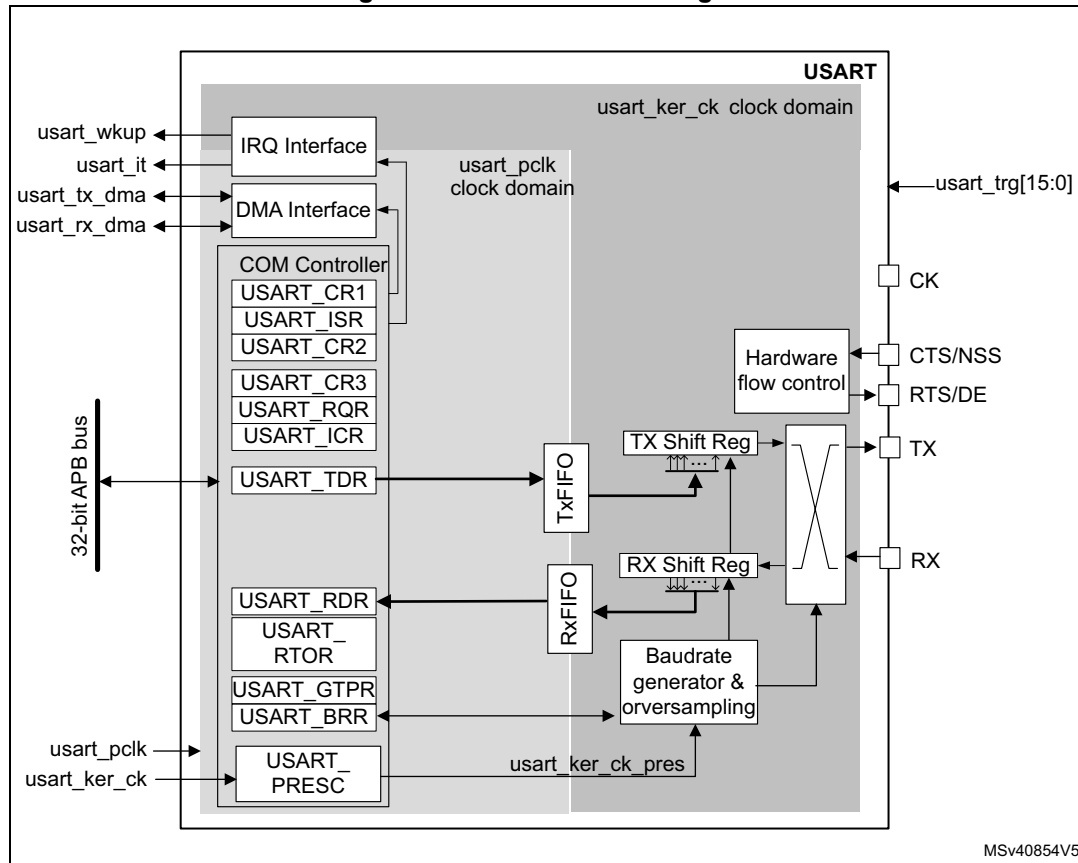 USART
usart_ker_ck clock domain
usart_wkup
IRQ Interface
usart_it
usart_pclk
clock domain
usart_tx_dma
DMA Interface
usart_rx_dma
usart_trg[15:0]
COM Controller
USART_CR1
USART_ISR
USART_CR2
USART_CR3
USART_RQR
USART_ICR
USART_TDR
32-bit APB bus
TxFIFO
TX Shift Reg
...
Hardware
flow control
CK
CTS/NSS
RTS/DE
TX
RX
RX Shift Reg
...
RxFIFO
USART_RDR
USART_
RTOR
USART_GTPR
USART_BRR
Baudrate
generator &
orversampling
usart_pclk
usart_ker_ck
USART_
PRESC
usart_ker_ck_pres
MSv40854V5